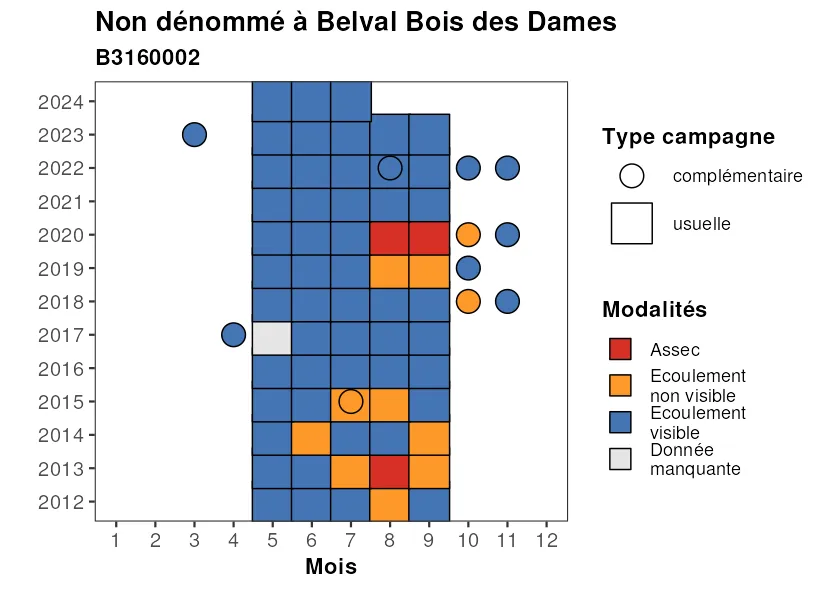 Non dénommé à Belval Bois des Dames
B3160002
2024
2023
2022
2021
2020
2019
2018
2017
2016
2015
2014
2013
2012
1 2 3 4 5 6 7 8 9 10 11 12
Mois
Type campagne
complémentaire
usuelle
Modalités
Assec
Ecoulement
non visible
Ecoulement
visible
Donnée
manquante